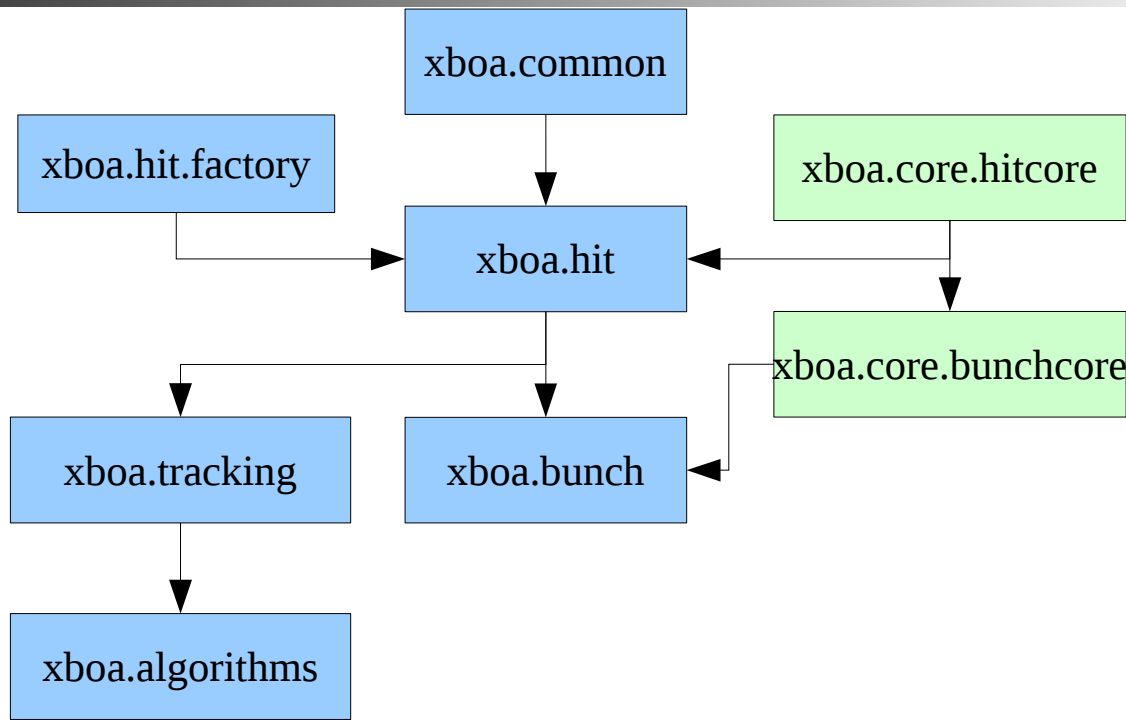 xboa.common
xboa.hit.factory
xboa.core.hitcore
xboa.hit
xboa.core.bunchcore
xboa.tracking
xboa.bunch
xboa.algorithms